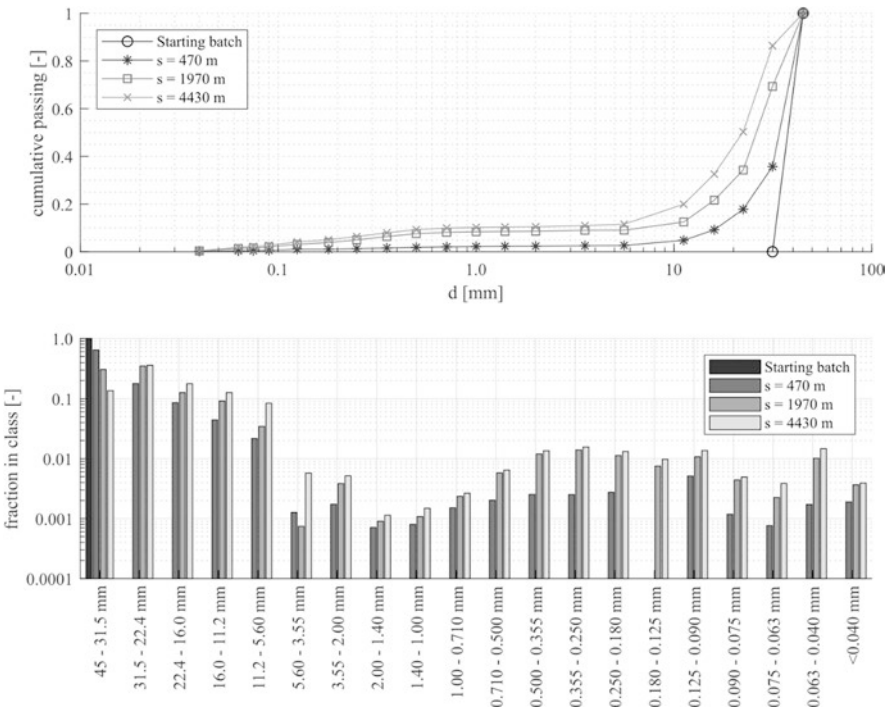 cumulative passing [-]
1
0.8
0.6
0.4
0.2
0
Starting batch
s = 470 m
s = 1970 m
s = 4430 m
0.01
0.1
1.0
10
100
d [mm]
fraction in class [-]
1.0
0.1
0.010
0.001
0.0001
Starting batch
s = 470 m
s = 1970 m
s = 4430 m
45 - 31.5 mm
31.5 - 22.4 mm
22.4 - 16.0 mm
16.0 - 11.2 mm
11.2 - 5.60 mm
5.60 - 3.55 mm
3.55 - 2.00 mm
2.00 - 1.40 mm
1.40 - 1.00 mm
1.00 - 0.710 mm
0.710 - 0.500 mm
0.500 - 0.355 mm
0.355 - 0.250 mm
0.250 - 0.180 mm
0.180 - 0.125 mm
0.125 - 0.090 mm
0.090 - 0.075 mm
0.075 - 0.063 mm
0.063 - 0.040 mm
<0.040 mm